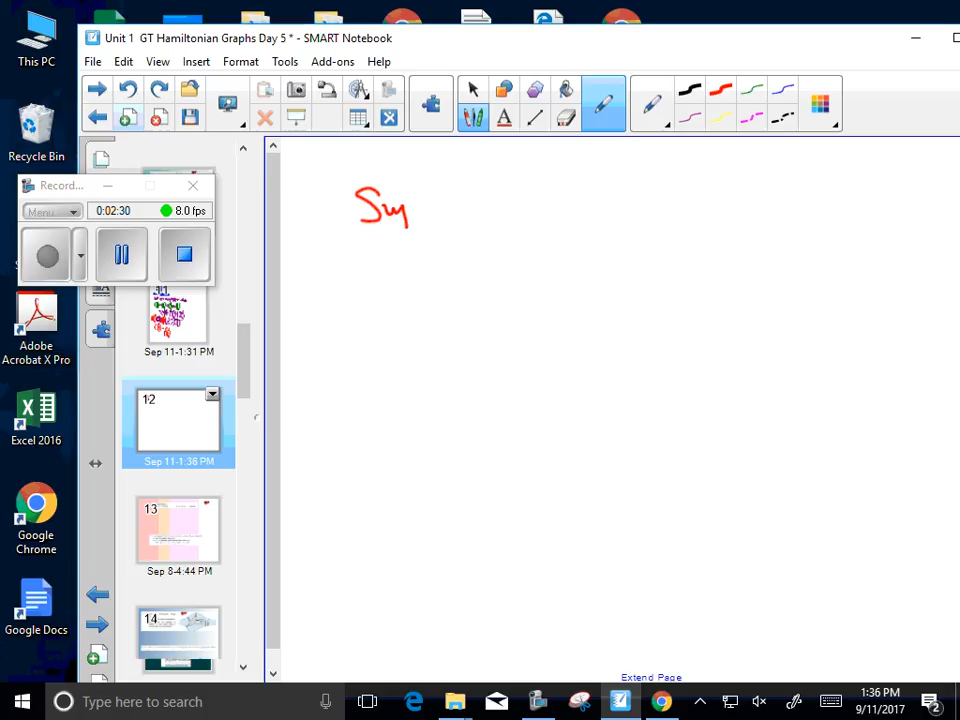 This PC
Recycle Bin
Adobe
Acrobat X Pro
Excel 2016
Google
Chrome
Google Docs
Unit 1 GT Hamiltonian Graphs Day 5 * - SMART Notebook
File Edit View Insert Format Tools Add-ons Help
Record...
Menu 0:02:30 8.0 fps
Sep 11-1:31 PM
12
Sep 11-1:36 PM
13
Sep 8-4:44 PM
14
Sum
Extend Page
Type here to search
1:36 PM
9/11/2017
2